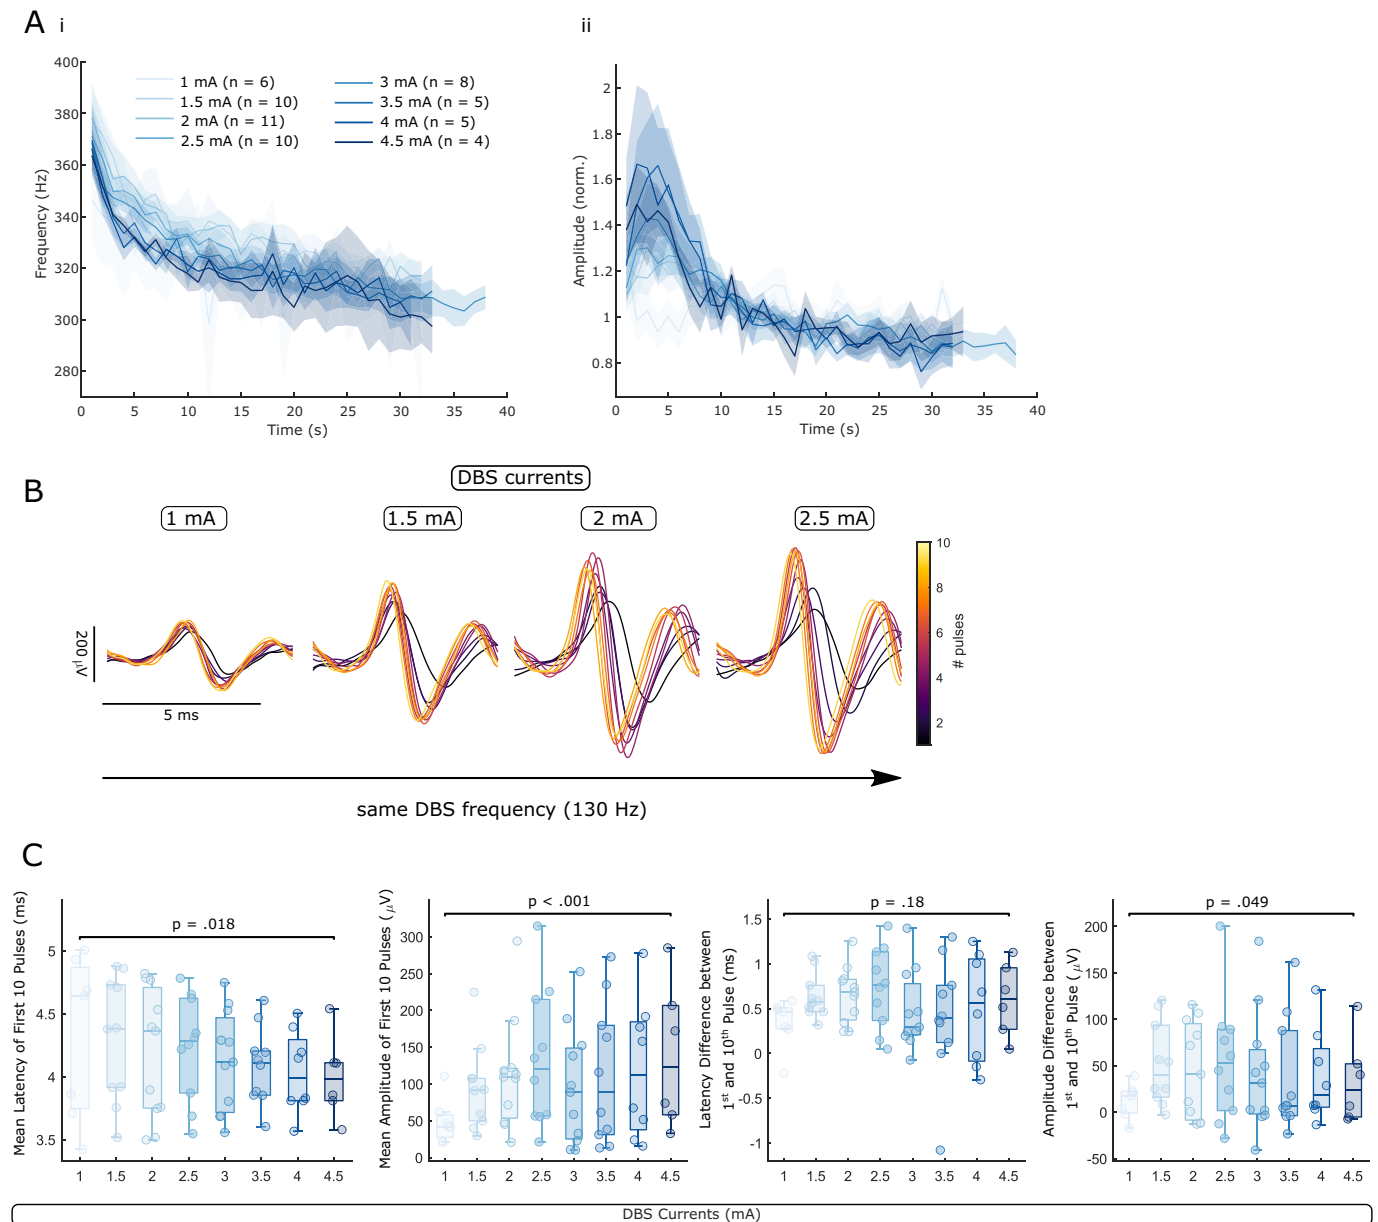 A i ii
400
380
360
340
320
300
280
Frequency (Hz)
1 mA (n = 6)
1.5 mA (n = 10)
2 mA (n = 11)
2.5 mA (n = 10)
3 mA (n = 8)
3.5 mA (n = 5)
4 mA (n = 5)
4.5 mA (n = 4)
0 5 10 15 20 25 30 35 40
Time (s)
2
1.8
1.6
1.4
1.2
1
0.8
Amplitude (norm.)
0 5 10 15 20 25 30 35 40
Time (s)
B
DBS currents
1 mA 1.5 mA 2 mA 2.5 mA
200 μV
5 ms
10
8
6
4
2
# pulses
same DBS frequency (130 Hz)
C
Mean Latency of First 10 Pulses (ms)
p = .018
5
4.5
4
3.5
1 1.5 2 2.5 3 3.5 4 4.5
Mean Amplitude of First 10 Pulses (μV)
p < .001
300
250
200
150
100
50
0
1 1.5 2 2.5 3 3.5 4 4.5
Latency Difference between
1st and 10th Pulse (ms)
p = .18
1.5
1
0.5
0
-0.5
-1
1 1.5 2 2.5 3 3.5 4 4.5
Amplitude Difference between
1st and 10th Pulse (μV)
p = .049
200
150
100
50
0
-50
1 1.5 2 2.5 3 3.5 4 4.5
DBS Currents (mA)